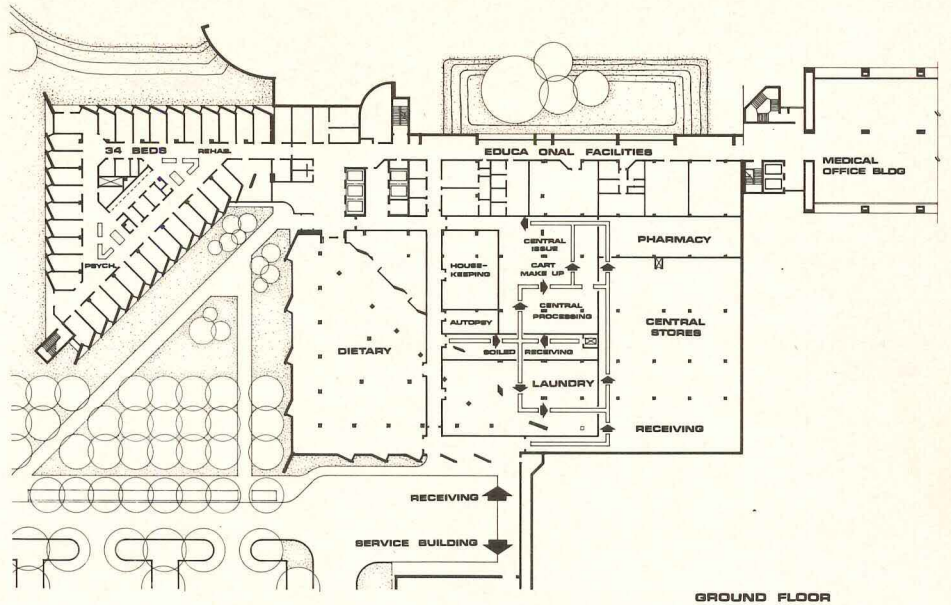 34 BEDS
REHAB.
EDUCA ONAL FACILITIES
MEDICAL
OFFICE BLDG
PSYCH.
HOUSE-
KEEPING
CENTRAL
ISSUE
CART
MAKE UP
PHARMACY
CENTRAL
PROCESSING
CENTRAL
STORES
AUTOPSY
DIETARY
SOILED RECEIVING
LAUNDRY
RECEIVING
RECEIVING
SERVICE BUILDING
GROUND FLOOR